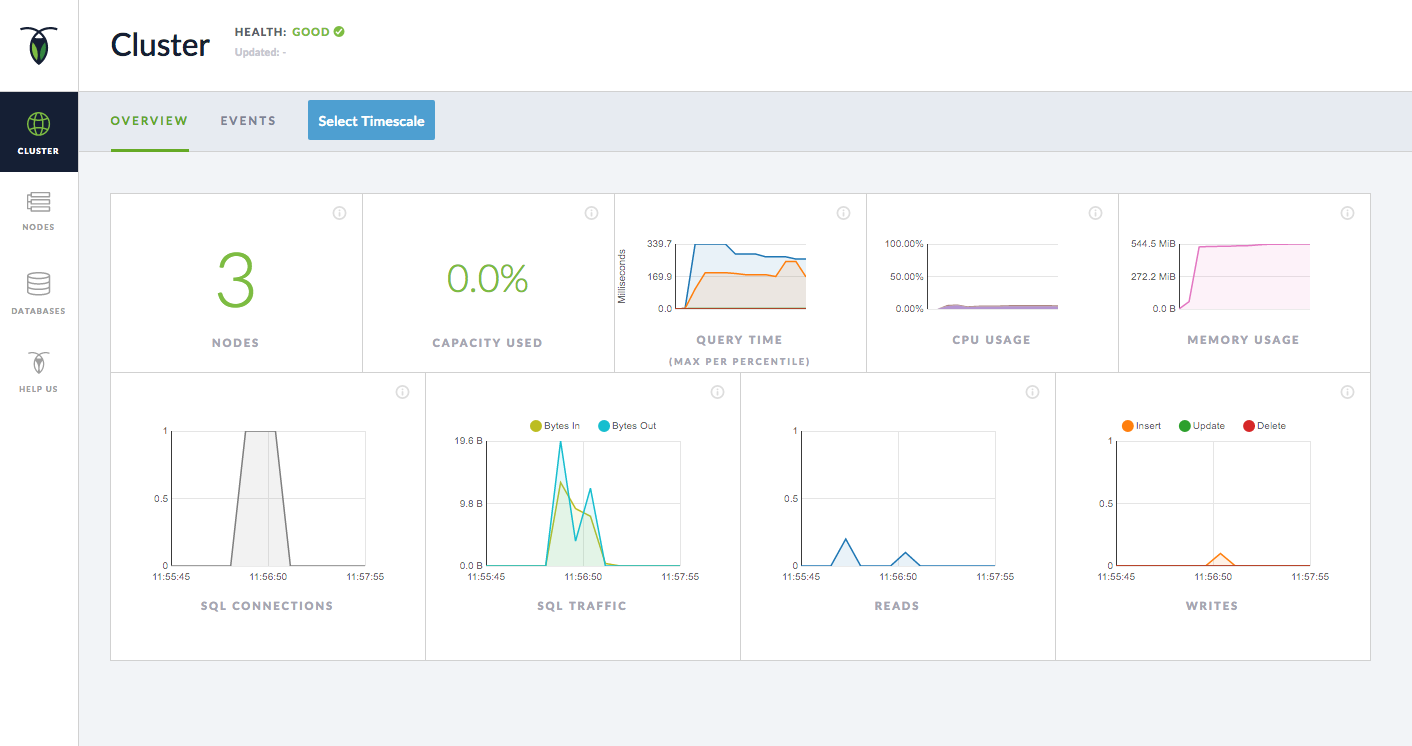 Cluster
HEALTH: GOOD
Updated: -
CLUSTER
NODES
DATABASES
HELP US
OVERVIEW
EVENTS
Select Timescale
3
NODES
0.0%
CAPACITY USED
Milliseconds
339.7
169.9
0.0
QUERY TIME
(MAX PER PERCENTILE)
100.00%
50.00%
0.00%
CPU USAGE
544.5 MiB
272.2 MiB
0.0 B
MEMORY USAGE
1
0.5
0
11:55:45 11:56:50 11:57:55
SQL CONNECTIONS
Bytes In Bytes Out
19.6 B
9.8 B
0.0 B
11:55:45 11:56:50 11:57:55
SQL TRAFFIC
1
0.5
0
11:55:45 11:56:50 11:57:55
READS
Insert Update Delete
1
0.5
0
11:55:45 11:56:50 11:57:55
WRITES